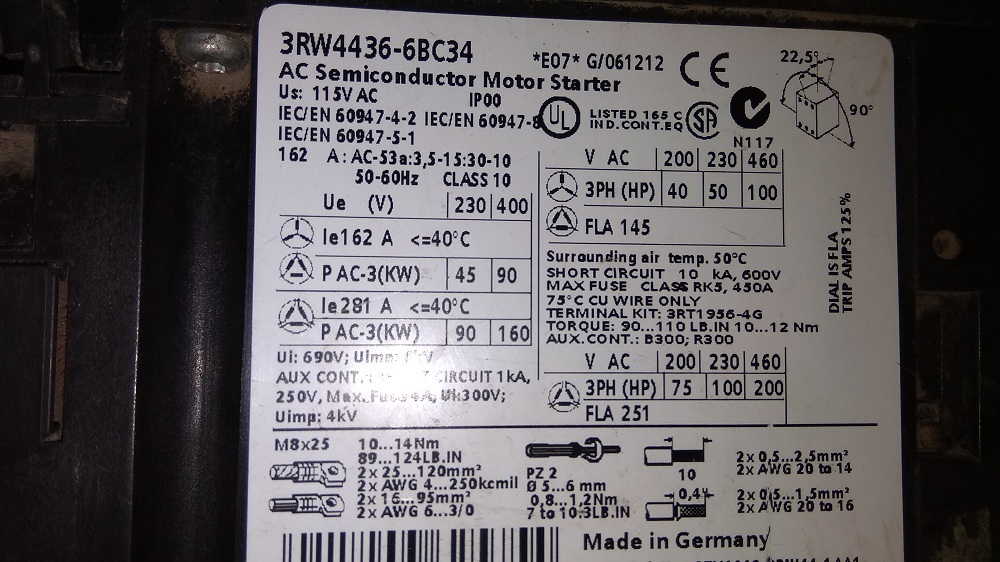 3RW4436-6BC34
*E07* G/061212
CE
22,5°
AC Semiconductor Motor Starter
Us: 115V AC IP00
90°
IEC/EN 60947-4-2 IEC/EN 60947-8
UL LISTED 165 C
IND.CONT.EQ
SA
N117
IEC/EN 60947-5-1
162 A: AC-53a:3,5-15:30-10
50-60Hz CLASS 10
Ue (V) 230 400
Ie162 A <=40°C
P AC-3(KW) 45 90
Ie281 A <=40°C
P AC-3(KW) 90 160
Ui: 690V; Uimp:
AUX CONT. CIRCUIT 1kA,
250V, Max. Fuse 4A, Ui:300V;
Uimp: 4kV
V AC 200 230 460
3PH (HP) 40 50 100
FLA 145
Surrounding air temp. 50°C
SHORT CIRCUIT 10 kA, 600V
MAX FUSE CLASS RK5, 450A
75°C CU WIRE ONLY
TERMINAL KIT: 3RT1956-4G
TORQUE: 90...110 LB.IN 10...12 Nm
AUX.CONT.: B300; R300
V AC 200 230 460
3PH (HP) 75 100 200
FLA 251
DIAL IS FLA
TRIP AMPS 125%
M8x25 10...14Nm
89...124LB.IN
2x 25...120mm²
2x AWG 4...250kcmil
2x 16...95mm²
2x AWG 6...3/0
PZ 2
Ø 5...6 mm
0,8...1,2Nm
7 to 10.3LB.IN
10
0,4"
2x 0,5...2,5mm²
2x AWG 20 to 14
2x 0,5...1,5mm²
2x AWG 20 to 16
Made in Germany